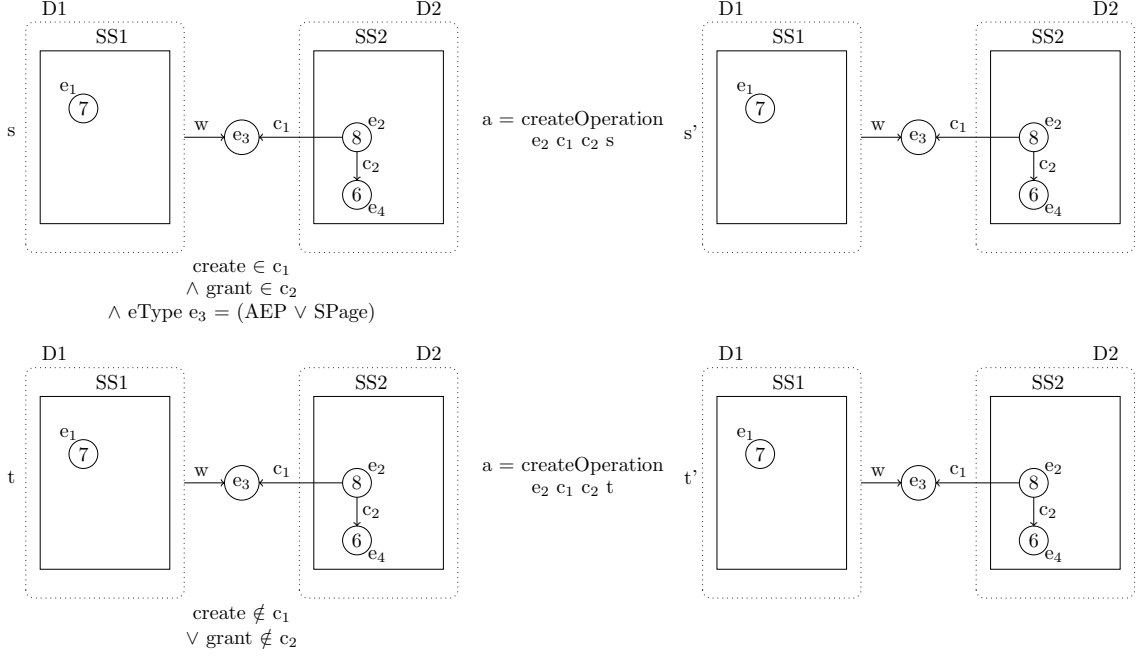 D1 D2 D1 D2
SS1 SS2 SS1 SS2
e₁ e₁
7 7
s w e₃ c₁ 8 e₂ a = createOperation s' w e₃ c₁ 8 e₂
e₂ c₁ c₂ s
c₂ c₂
6 e₄ 6 e₄
create ∈ c₁
∧ grant ∈ c₂
∧ eType e₃ = (AEP ∨ SPage)
D1 D2 D1 D2
SS1 SS2 SS1 SS2
e₁ e₁
7 7
t w e₃ c₁ 8 e₂ a = createOperation t' w e₃ c₁ 8 e₂
e₂ c₁ c₂ t
c₂ c₂
6 e₄ 6 e₄
create ∉ c₁
∨ grant ∉ c₂